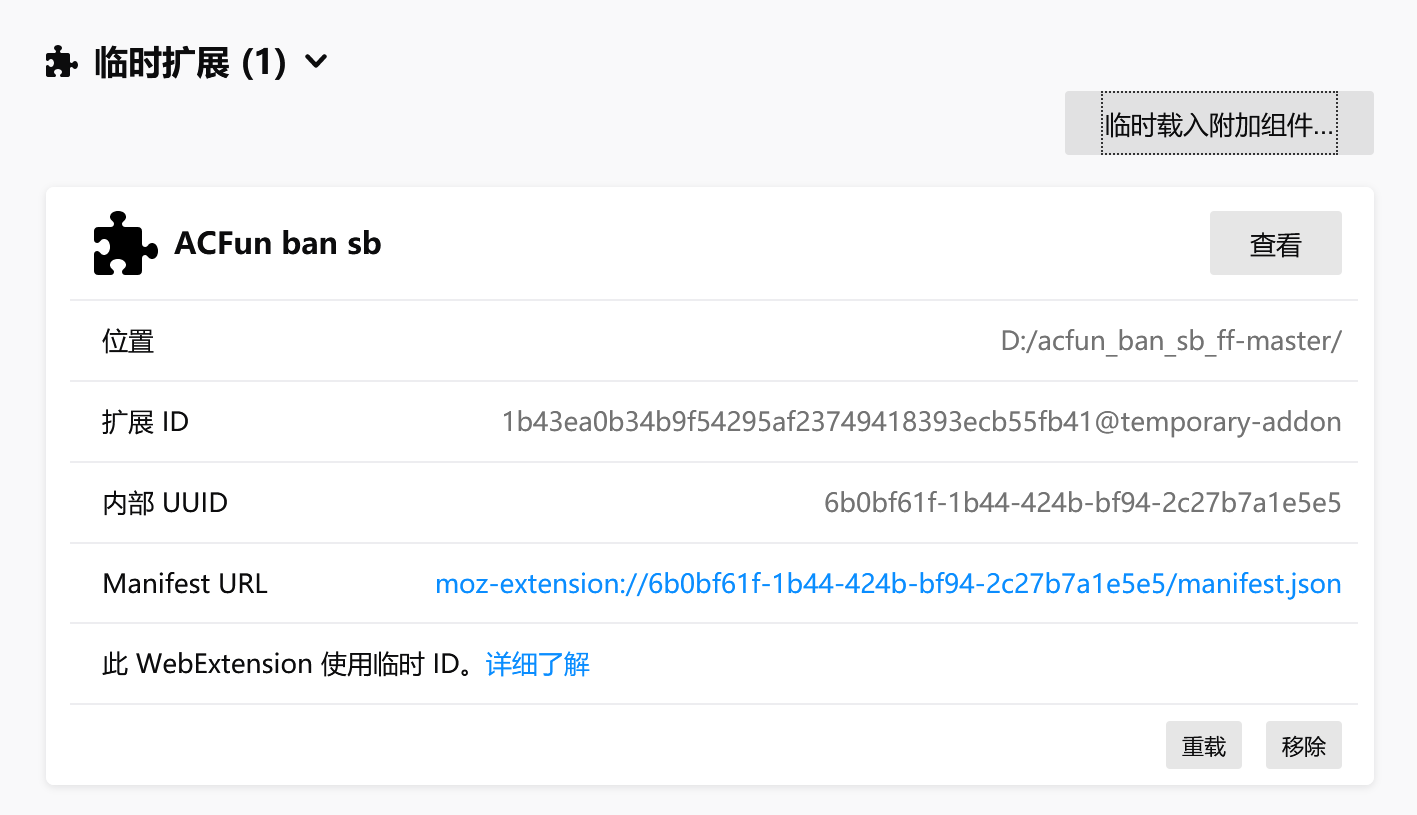 临时扩展 (1)
临时载入附加组件...
ACFun ban sb
查看
位置
D:/acfun_ban_sb_ff-master/
扩展 ID
1b43ea0b34b9f54295af23749418393ecb55fb41@temporary-addon
内部 UUID
6b0bf61f-1b44-424b-bf94-2c27b7a1e5e5
Manifest URL
moz-extension://6b0bf61f-1b44-424b-bf94-2c27b7a1e5e5/manifest.json
此 WebExtension 使用临时 ID。详细了解
重载
移除